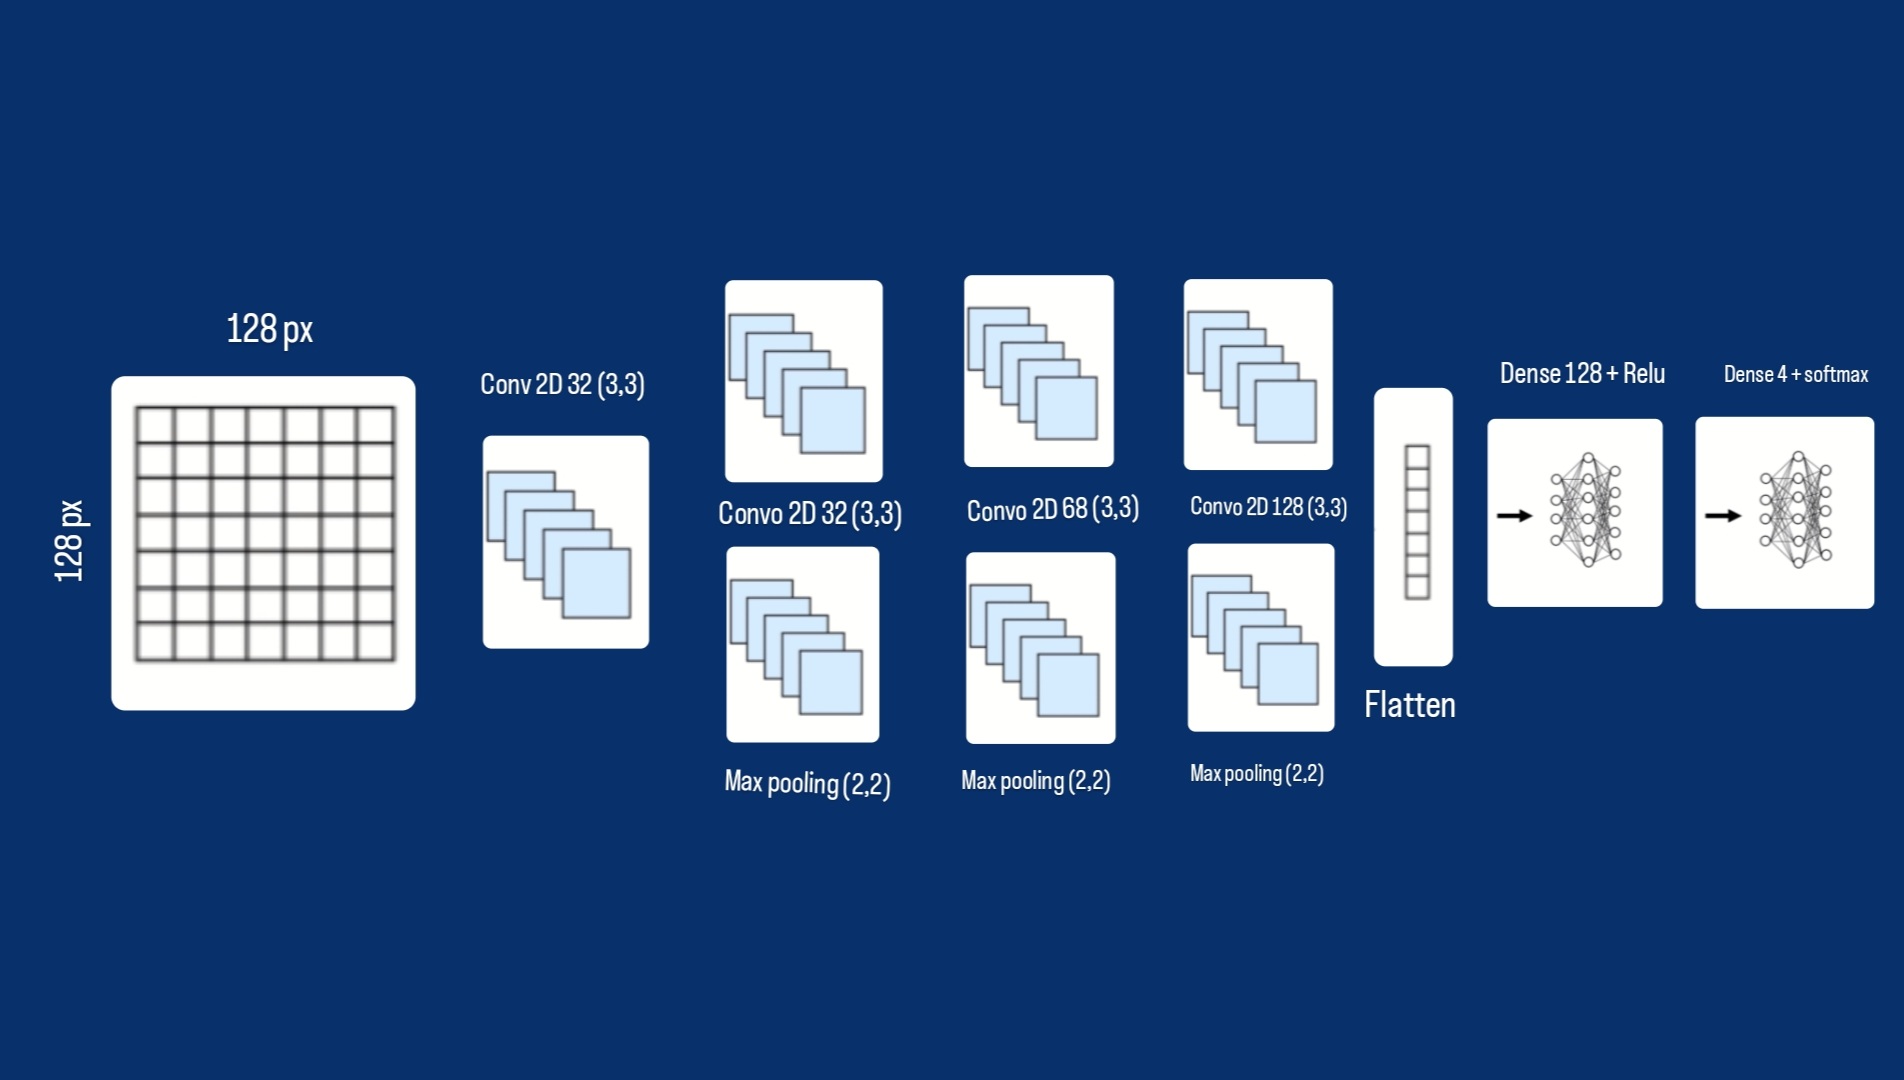 128 px
128 px
Conv 2D 32 (3,3)
Convo 2D 32 (3,3)
Max pooling (2,2)
Convo 2D 68 (3,3)
Max pooling (2,2)
Convo 2D 128 (3,3)
Max pooling (2,2)
Flatten
Dense 128 + Relu
Dense 4 + softmax